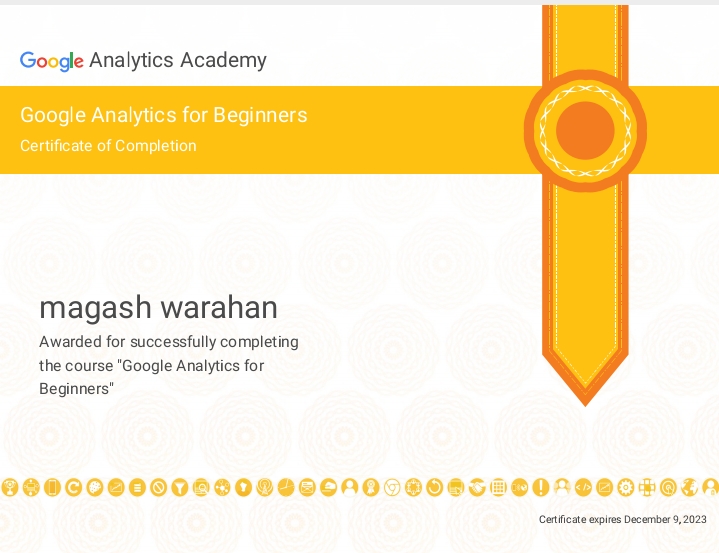 Google Analytics Academy
Google Analytics for Beginners
Certificate of Completion
magash warahan
Awarded for successfully completing
the course "Google Analytics for
Beginners"
Certificate expires December 9, 2023